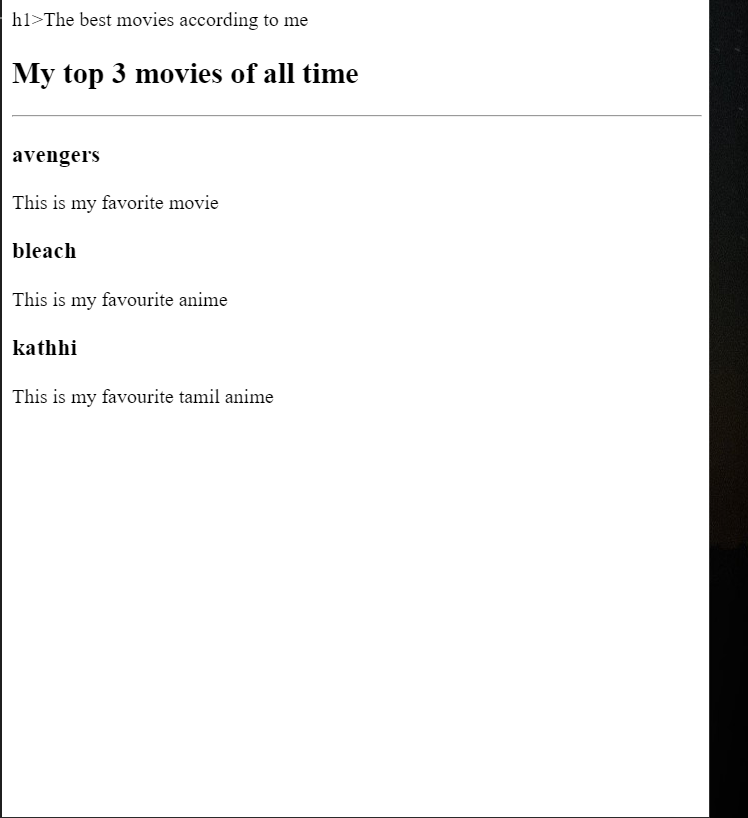 h1>The best movies according to me
My top 3 movies of all time
avengers
This is my favorite movie
bleach
This is my favourite anime
kathhi
This is my favourite tamil anime